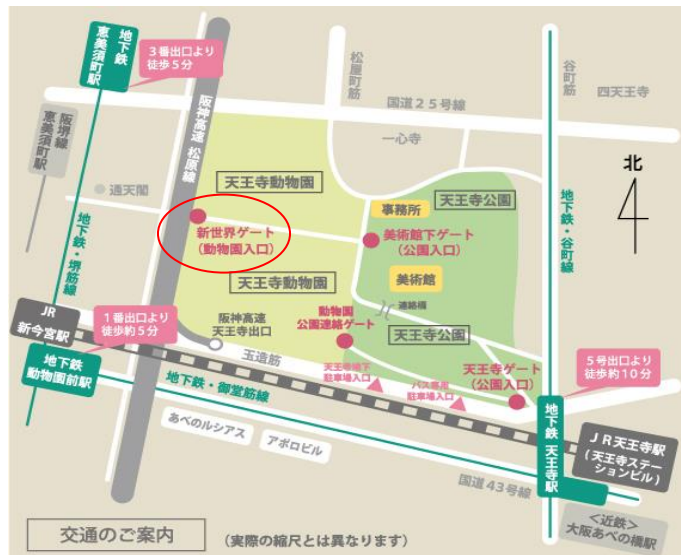 地下鉄
恵美須町駅
3番出口より
徒歩5分
阪堺線
恵美須町駅
阪神高速 松原線
松屋町筋
国道25号線
谷町筋
四天王寺
一心寺
北
通天閣
天王寺動物園
新世界ゲート
(動物園入口)
事務所
天王寺公園
美術館下ゲート
(公園入口)
地下鉄・谷町線
地下鉄・堺筋線
天王寺動物園
美術館
連絡橋
動物園
公園連絡ゲート
天王寺公園
JR
新今宮駅
1番出口より
徒歩約5分
阪神高速
天王寺出口
玉造筋
地下鉄
動物園前駅
地下鉄・御堂筋線
天王寺地下
駐車場入口
バス専用
駐車場入口
天王寺ゲート
(公園入口)
5号出口より
徒歩約10分
地下鉄 天王寺駅
JR天王寺駅
(天王寺ステー
ションビル)
あべのルシアス
アポロビル
国道43号線
<近鉄>
大阪あべの橋駅
交通のご案内
(実際の縮尺とは異なります)